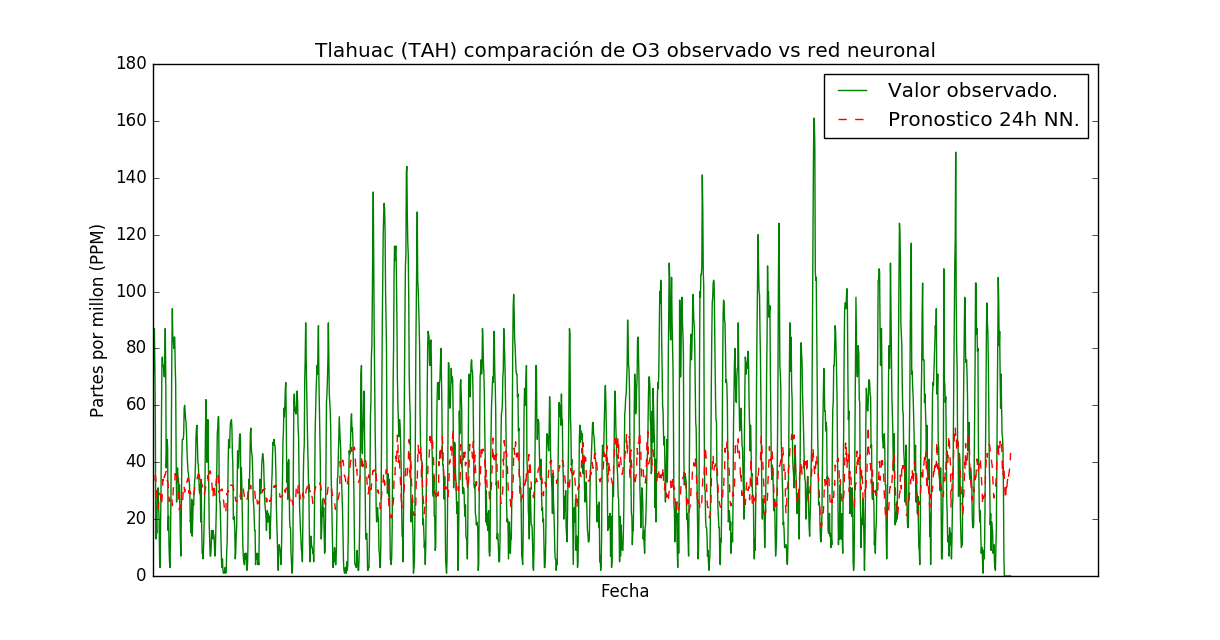 Tlahuac (TAH) comparación de O3 observado vs red neuronal
180
160
140
120
100
80
60
40
20
0
Partes por millon (PPM)
Valor observado.
Pronostico 24h NN.
Fecha